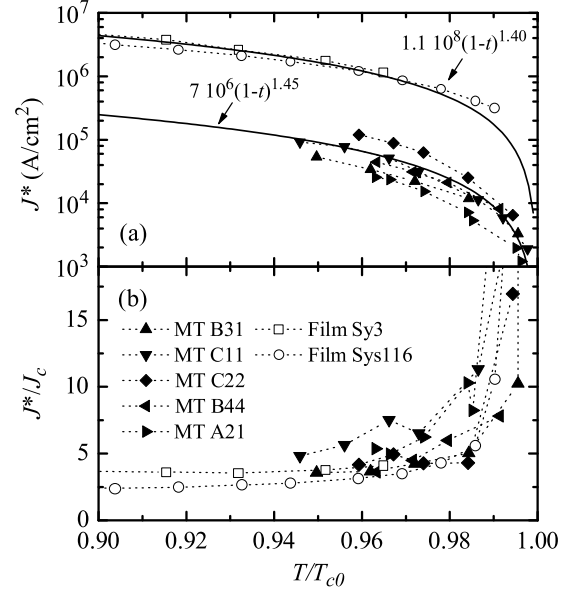 10^7
1.1 10^8(1-t)^1.40
10^6
7 10^6(1-t)^1.45
10^5
J* (A/cm^2)
10^4
(a)
10^3
(b)
15
MT B31 Film Sy3
MT C11 Film Sys116
10
MT C22
J*/J_c
MT B44
5
MT A21
0
0.90 0.92 0.94 0.96 0.98 1.00
T/T_c0